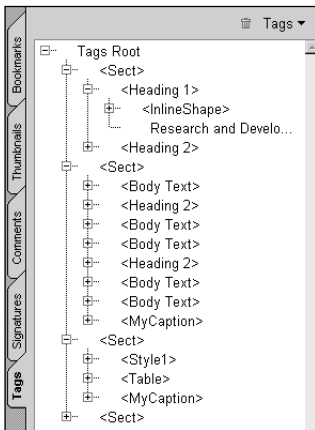 Tags
Bookmarks
Thumbnails
Comments
Signatures
Tags
Tags Root
<Sect>
<Heading 1>
<InlineShape>
Research and Develo...
<Heading 2>
<Sect>
<Body Text>
<Heading 2>
<Body Text>
<Body Text>
<Heading 2>
<Body Text>
<Body Text>
<MyCaption>
<Sect>
<Style1>
<Table>
<MyCaption>
<Sect>